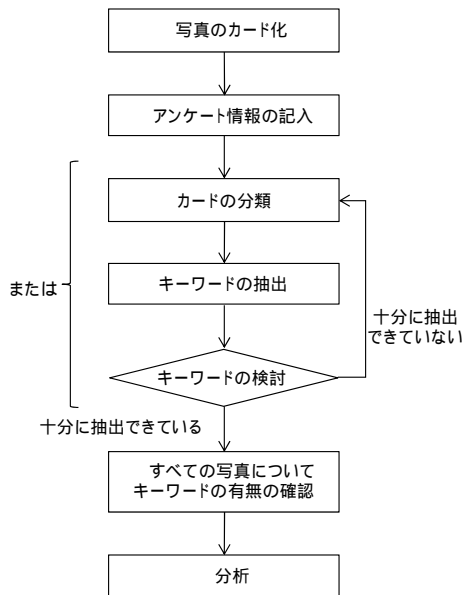 写真のカード化
アンケート情報の記入
カードの分類
キーワードの抽出
または
十分に抽出
できていない
キーワードの検討
十分に抽出できている
すべての写真について
キーワードの有無の確認
分析